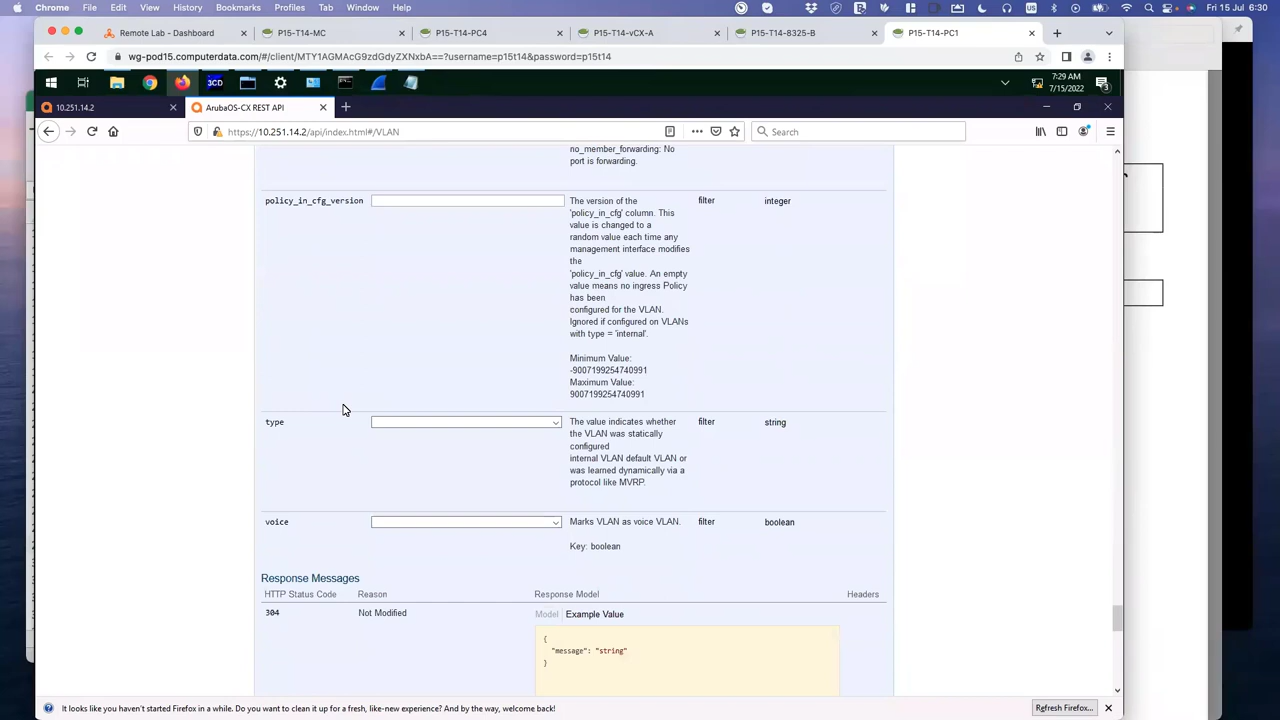 Chrome File Edit View History Bookmarks Profiles Tab Window Help Fri 15 Jul 6:30
Remote Lab - Dashboard P15-T14-MC P15-T14-PC4 P15-T14-vCX-A P15-T14-8325-B P15-T14-PC1
wg-pod15.computerdata.com/#/client/MTY1AGMAcG9zdGdyZXNxbA==?username=p15t14&password=p15t14
7:29 AM
7/15/2022
10.251.14.2 ArubaOS-CX REST API
https://10.251.14.2/api/index.html#/VLAN Search
no_member_forwarding: No
port is forwarding.
policy_in_cfg_version The version of the filter integer
'policy_in_cfg' column. This
value is changed to a
random value each time any
management interface modifies
the
'policy_in_cfg' value. An empty
value means no ingress Policy
has been
configured for the VLAN.
Ignored if configured on VLANs
with type = 'internal'.
Minimum Value:
-9007199254740991
Maximum Value:
9007199254740991
type The value indicates whether filter string
the VLAN was statically
configured
internal VLAN default VLAN or
was learned dynamically via a
protocol like MVRP.
voice Marks VLAN as voice VLAN. filter boolean
Key: boolean
Response Messages
HTTP Status Code Reason Response Model Headers
304 Not Modified Model Example Value
{
"message": "string"
}
It looks like you haven't started Firefox in a while. Do you want to clean it up for a fresh, like-new experience? And by the way, welcome back! Refresh Firefox...